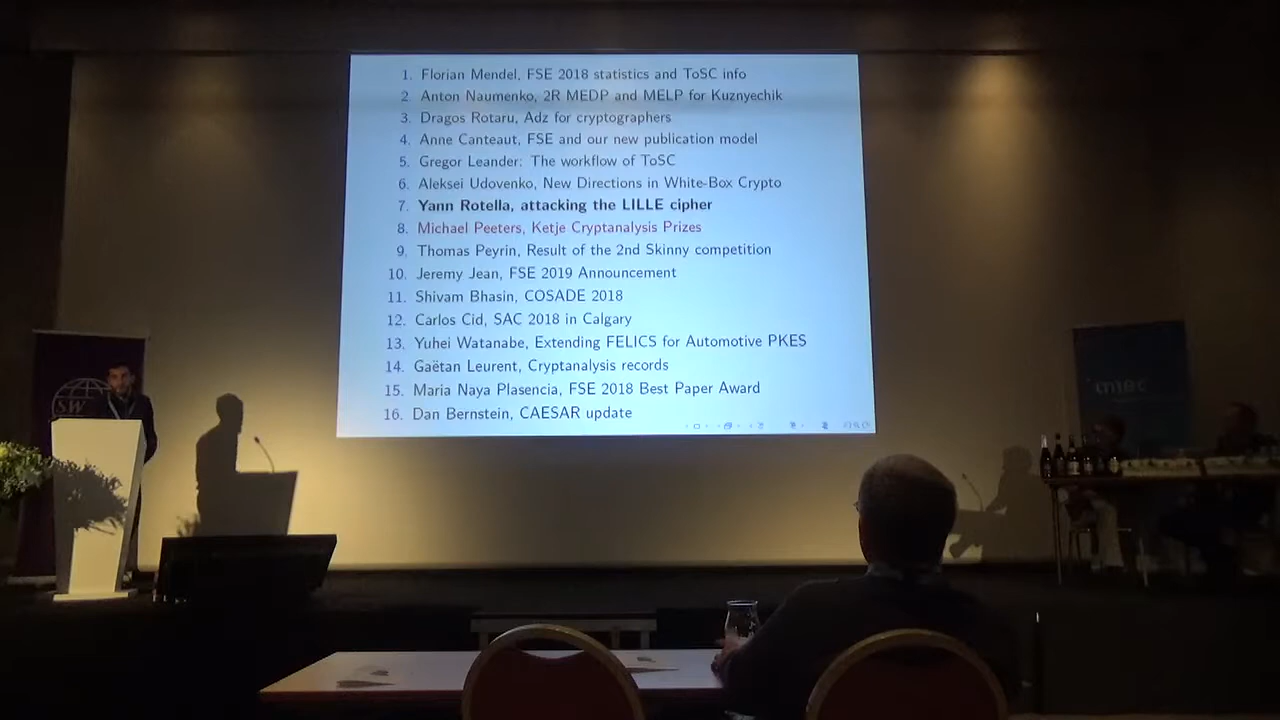 1. Florian Mendel, FSE 2018 statistics and ToSC info
2. Anton Naumenko, 2R MEDP and MELP for Kuznyechik
3. Dragos Rotaru, Adz for cryptographers
4. Anne Canteaut, FSE and our new publication model
5. Gregor Leander: The workflow of ToSC
6. Aleksei Udovenko, New Directions in White-Box Crypto
7. Yann Rotella, attacking the LILLE cipher
8. Michael Peeters, Ketje Cryptanalysis Prizes
9. Thomas Peyrin, Result of the 2nd Skinny competition
10. Jeremy Jean, FSE 2019 Announcement
11. Shivam Bhasin, COSADE 2018
12. Carlos Cid, SAC 2018 in Calgary
13. Yuhei Watanabe, Extending FELICS for Automotive PKES
14. Gaëtan Leurent, Cryptanalysis records
15. Maria Naya Plasencia, FSE 2018 Best Paper Award
16. Dan Bernstein, CAESAR update
SW